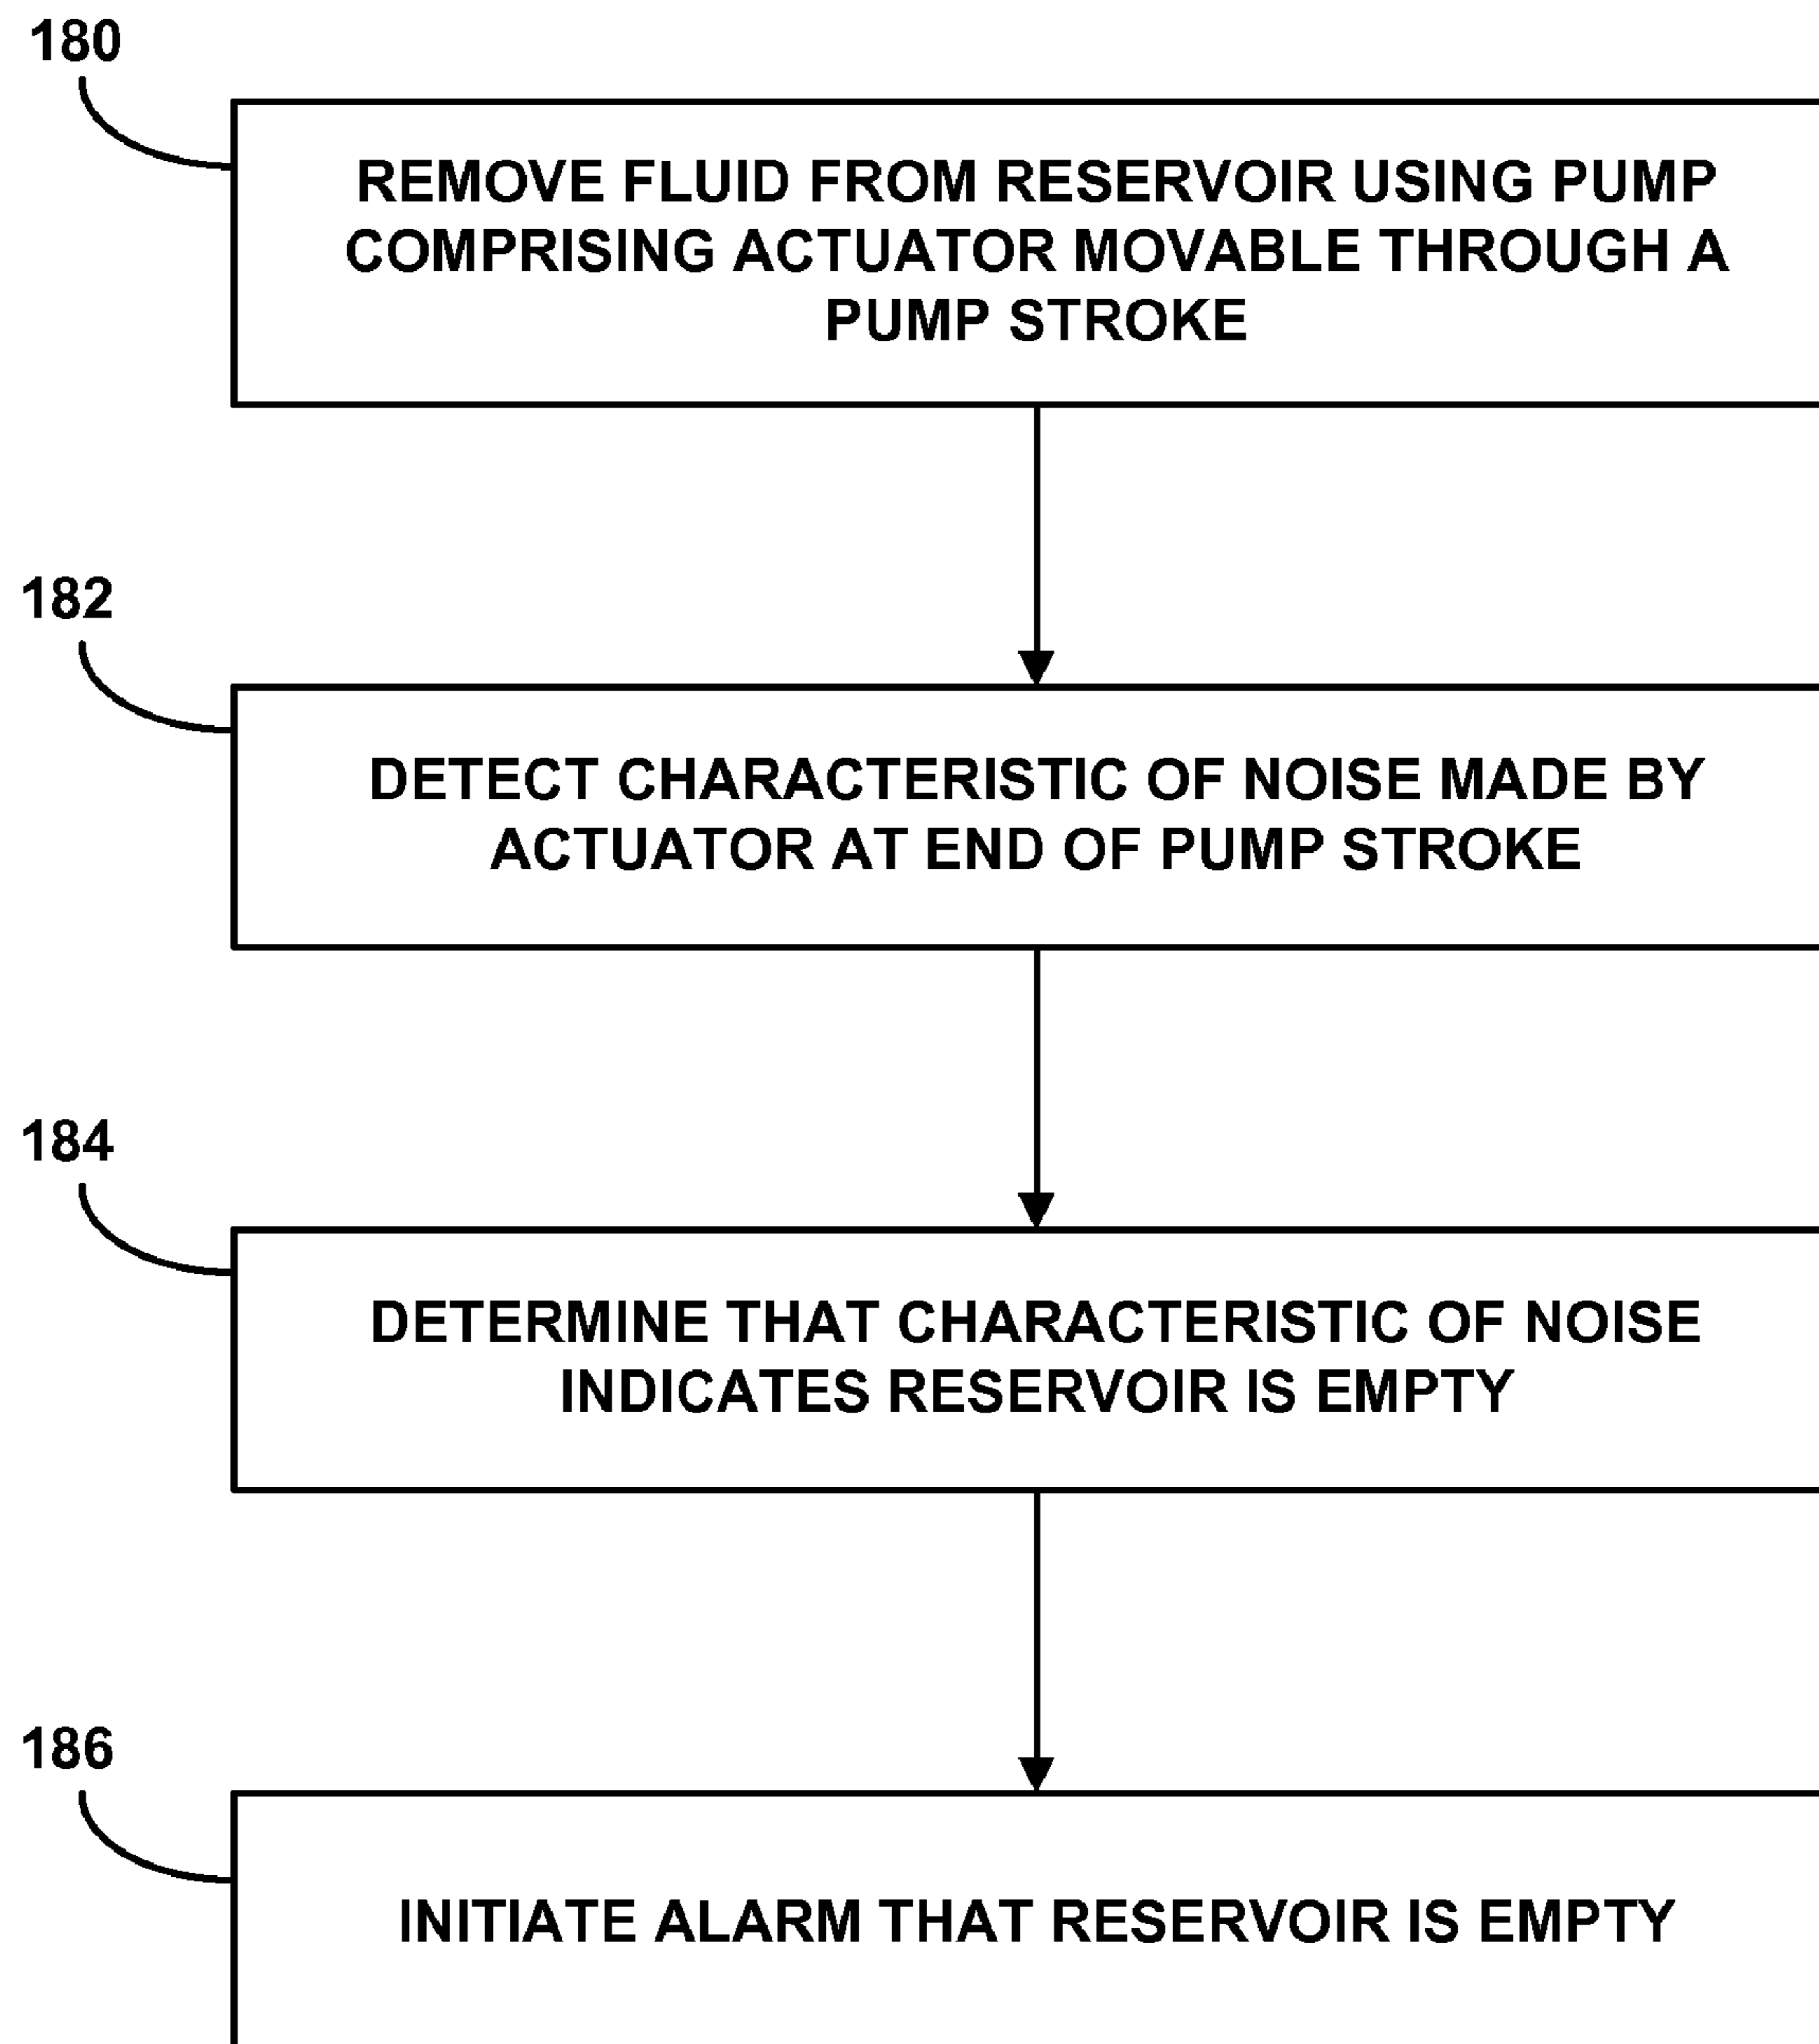 180
REMOVE FLUID FROM RESERVOIR USING PUMP
COMPRISING ACTUATOR MOVABLE THROUGH A
PUMP STROKE
182
DETECT CHARACTERISTIC OF NOISE MADE BY
ACTUATOR AT END OF PUMP STROKE
184
DETERMINE THAT CHARACTERISTIC OF NOISE
INDICATES RESERVOIR IS EMPTY
186
INITIATE ALARM THAT RESERVOIR IS EMPTY